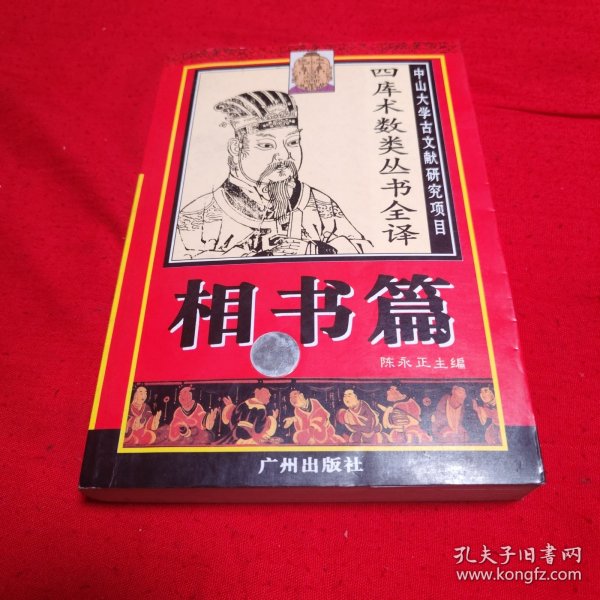 中山大学古文献研究项目
四库术数类丛书全译
相书篇
陈永正主编
广州出版社
孔夫子旧书网
www.kongfz.com